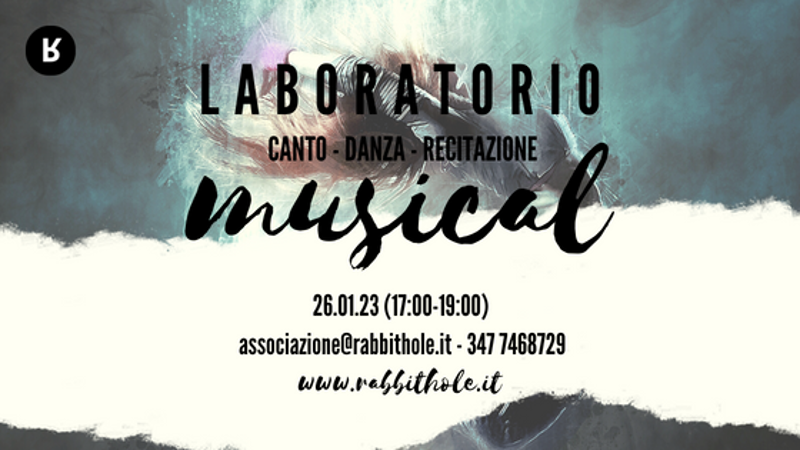 R
LABORATORIO
CANTO - DANZA - RECITAZIONE
musical
26.01.23 (17:00-19:00)
associazione@rabbithole.it - 347 7468729
www.rabbithole.it